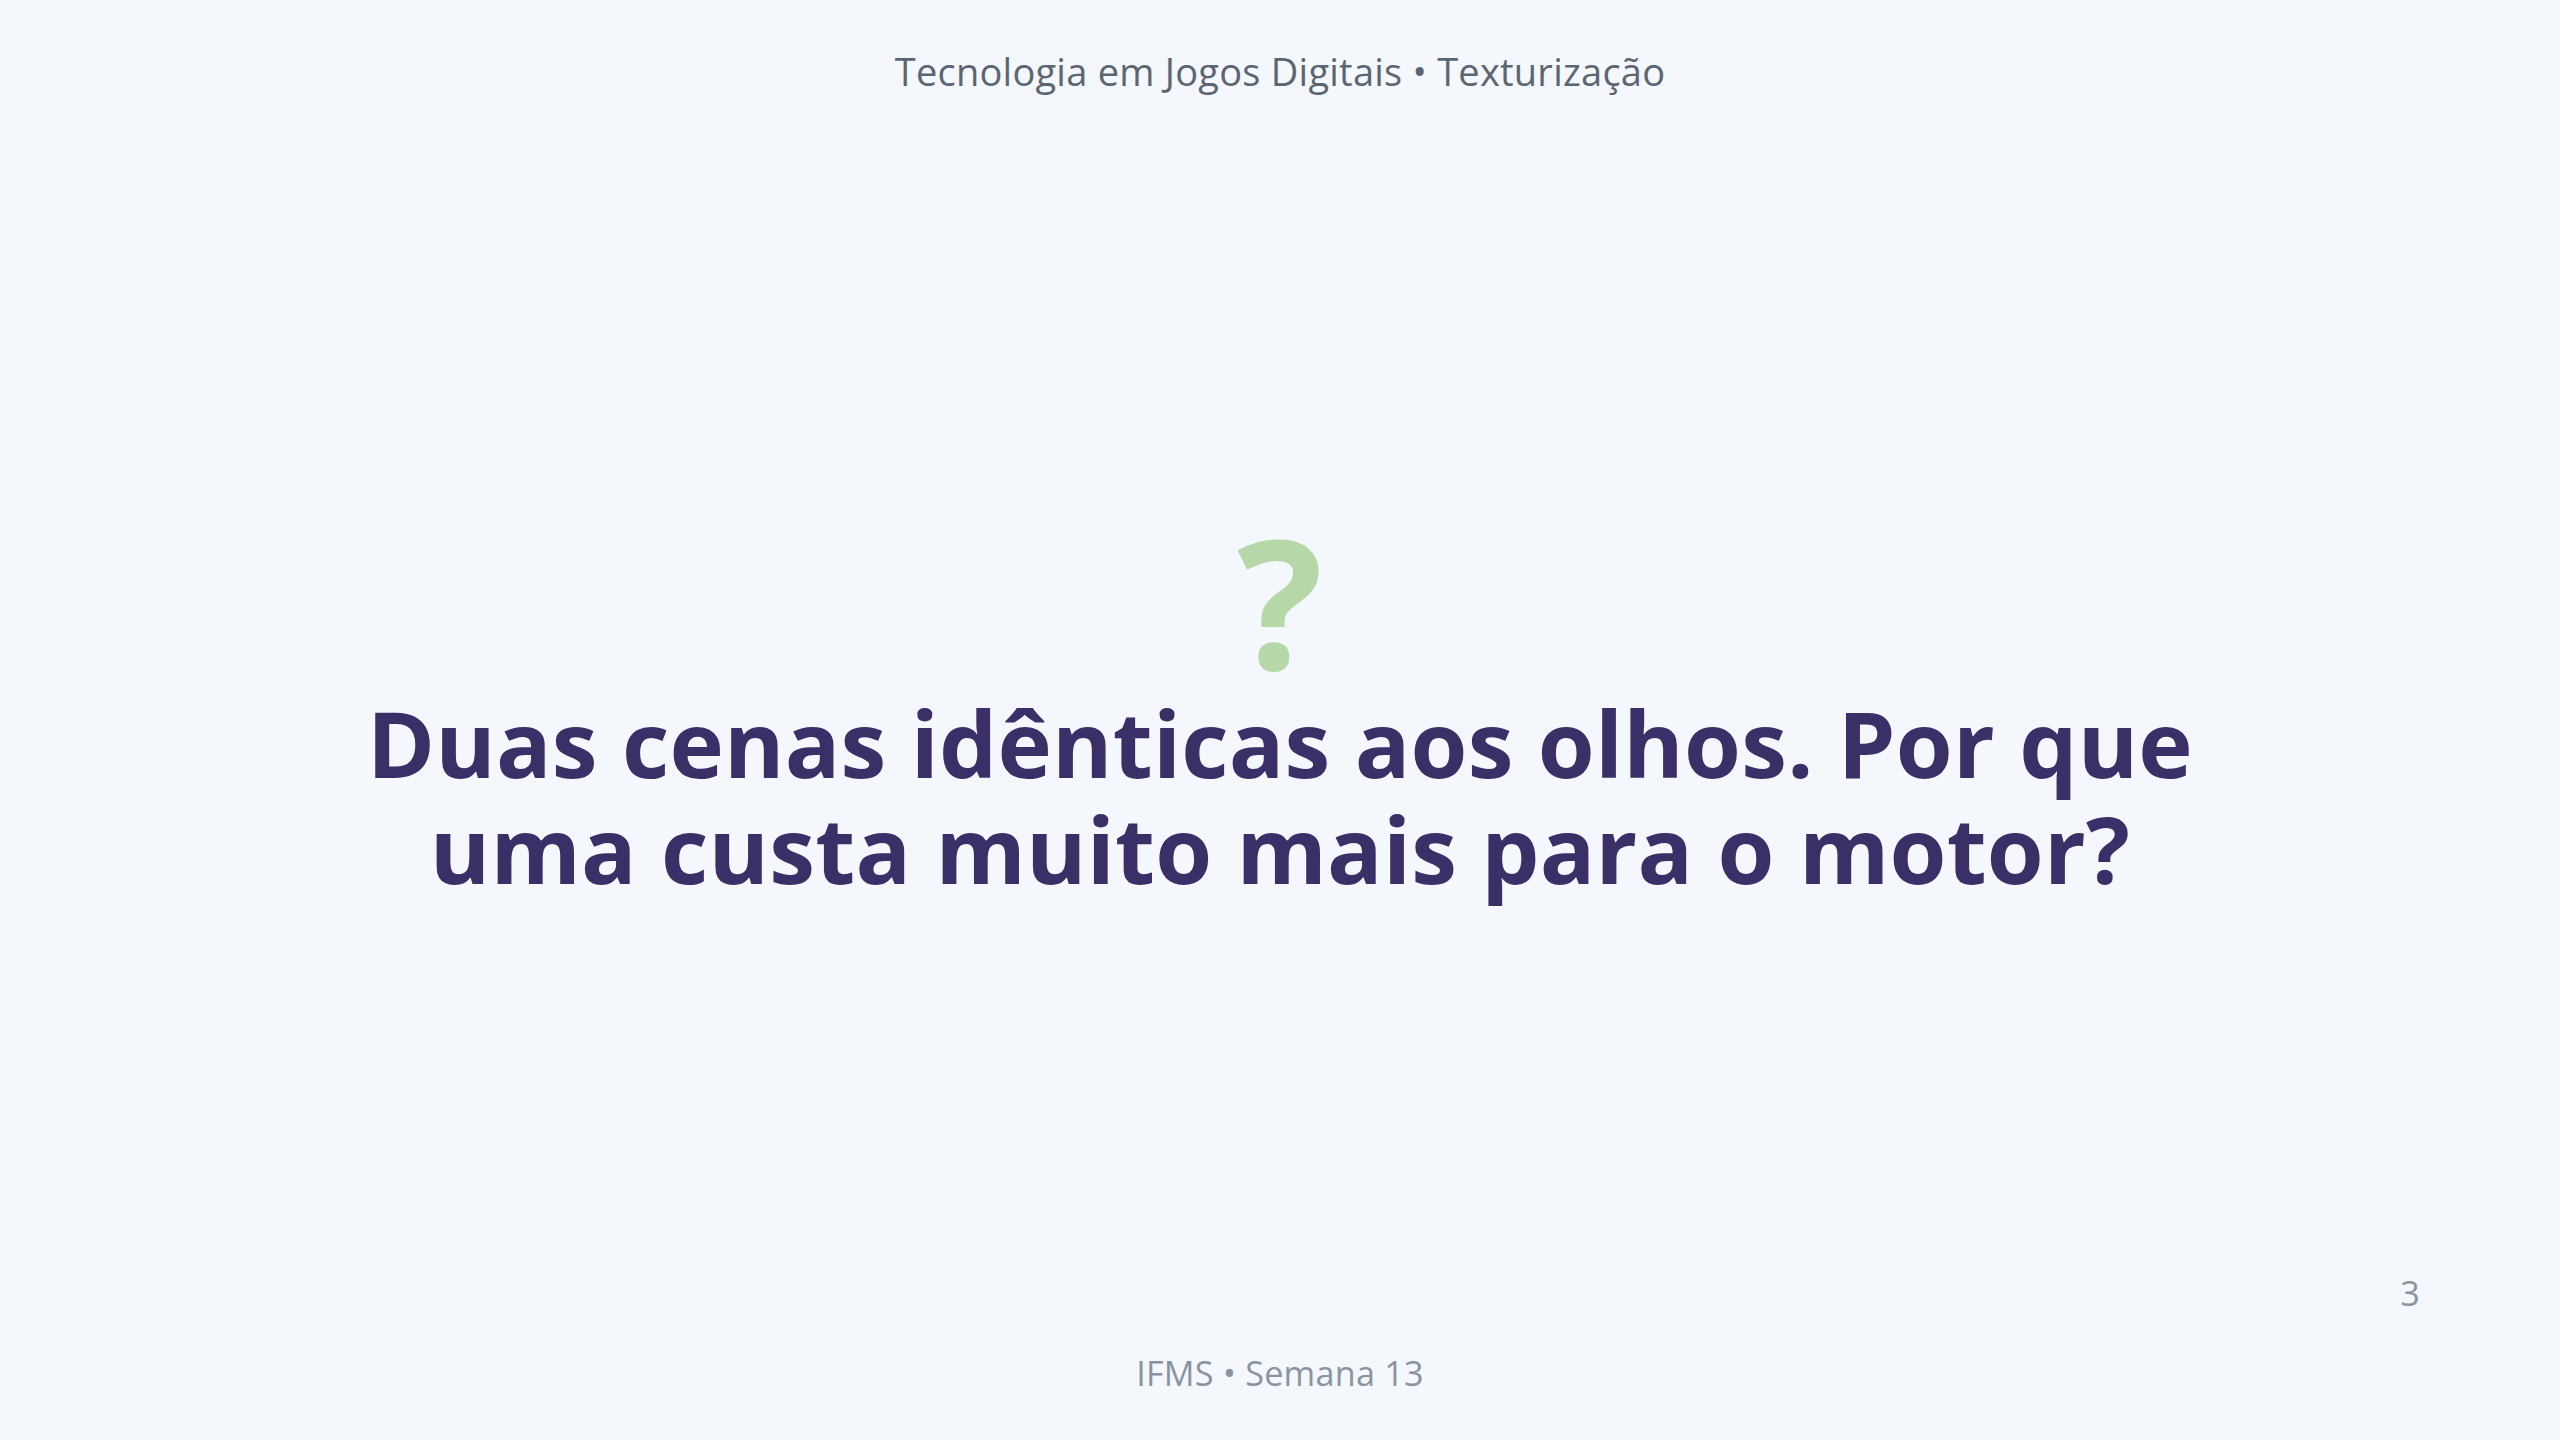 Tecnologia em Jogos Digitais • Texturização
?
Duas cenas idênticas aos olhos. Por que
uma custa muito mais para o motor?
3
IFMS • Semana 13